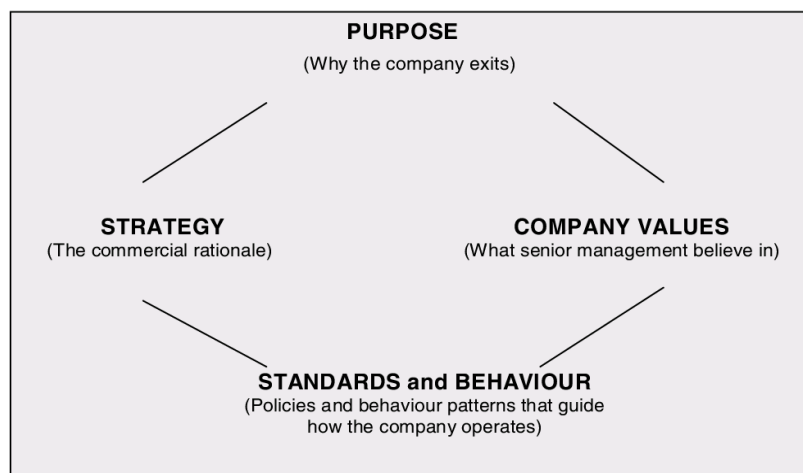 PURPOSE
(Why the company exits)
STRATEGY
(The commercial rationale)
COMPANY VALUES
(What senior management believe in)
STANDARDS and BEHAVIOUR
(Policies and behaviour patterns that guide
how the company operates)